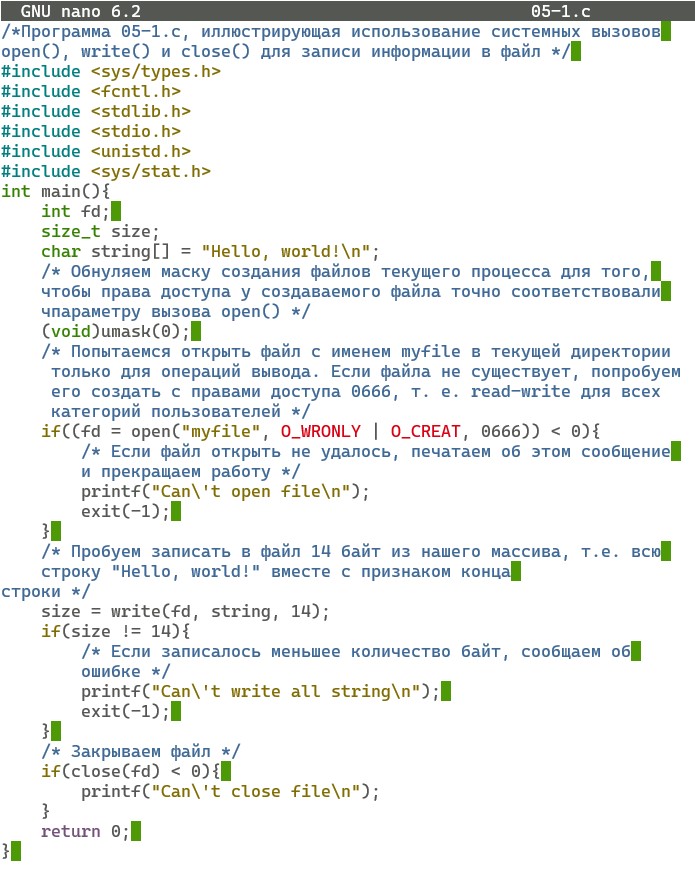 GNU nano 6.2 05-1.c
/*Программа 05-1.c, иллюстрирующая использование системных вызовов
open(), write() и close() для записи информации в файл */
#include <sys/types.h>
#include <fcntl.h>
#include <stdlib.h>
#include <stdio.h>
#include <unistd.h>
#include <sys/stat.h>
int main(){
    int fd;
    size_t size;
    char string[] = "Hello, world!\n";
    /* Обнуляем маску создания файлов текущего процесса для того,
    чтобы права доступа у создаваемого файла точно соответствовали
    чпараметру вызова open() */
    (void)umask(0);
    /* Попытаемся открыть файл с именем myfile в текущей директории
     только для операций вывода. Если файла не существует, попробуем
     его создать с правами доступа 0666, т. е. read-write для всех
     категорий пользователей */
    if((fd = open("myfile", O_WRONLY | O_CREAT, 0666)) < 0){
        /* Если файл открыть не удалось, печатаем об этом сообщение
        и прекращаем работу */
        printf("Can\'t open file\n");
        exit(-1);
    }
    /* Пробуем записать в файл 14 байт из нашего массива, т.е. всю
    строку "Hello, world!" вместе с признаком конца
строки */
    size = write(fd, string, 14);
    if(size != 14){
        /* Если записалось меньшее количество байт, сообщаем об
        ошибке */
        printf("Can\'t write all string\n");
        exit(-1);
    }
    /* Закрываем файл */
    if(close(fd) < 0){
        printf("Can\'t close file\n");
    }
    return 0;
}